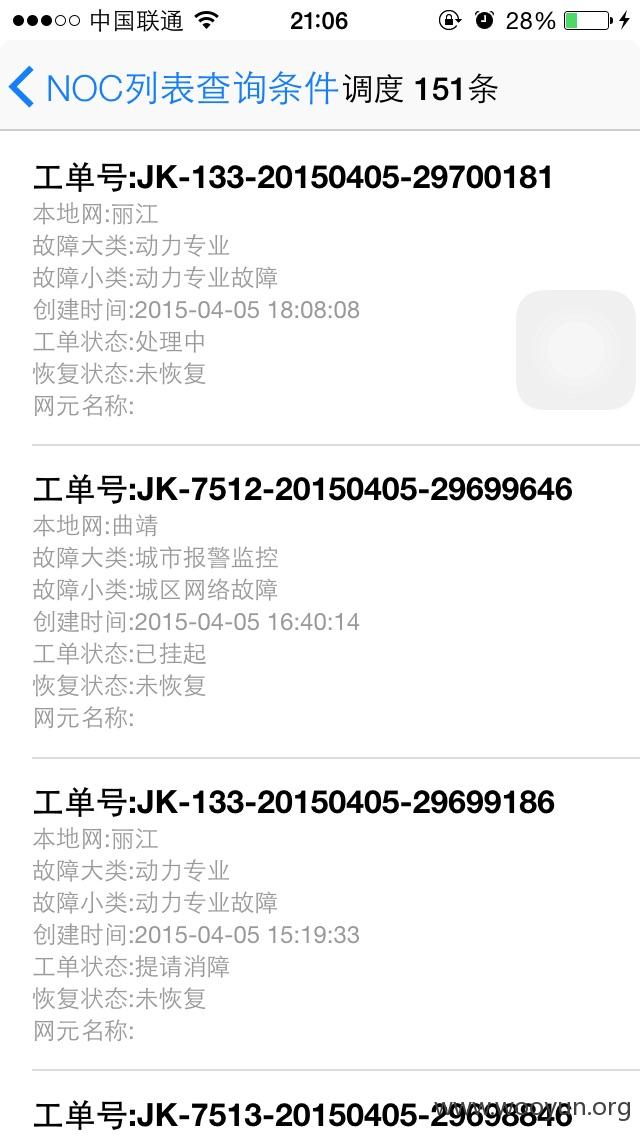 中国联通 21:06 28%
NOC列表查询条件 调度 151条
工单号:JK-133-20150405-29700181
本地网:丽江
故障大类:动力专业
故障小类:动力专业故障
创建时间:2015-04-05 18:08:08
工单状态:处理中
恢复状态:未恢复
网元名称:
工单号:JK-7512-20150405-29699646
本地网:曲靖
故障大类:城市报警监控
故障小类:城区网络故障
创建时间:2015-04-05 16:40:14
工单状态:已挂起
恢复状态:未恢复
网元名称:
工单号:JK-133-20150405-29699186
本地网:丽江
故障大类:动力专业
故障小类:动力专业故障
创建时间:2015-04-05 15:19:33
工单状态:提请消障
恢复状态:未恢复
网元名称:
工单号:JK-7513-20150405-29698846
www.wooyun.org